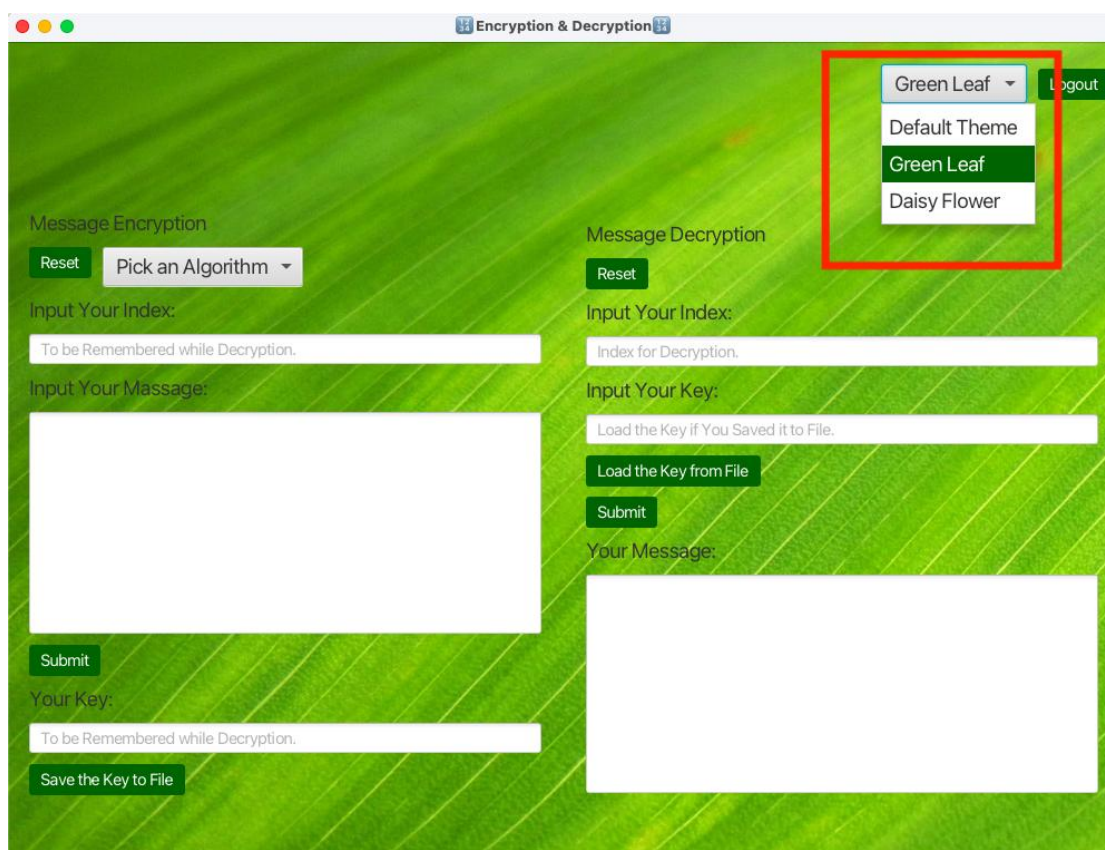 🔢Encryption & Decryption🔢
Green Leaf
Logout
Default Theme
Green Leaf
Daisy Flower
Message Encryption
Reset
Pick an Algorithm
Input Your Index:
To be Remembered while Decryption.
Input Your Massage:
Submit
Your Key:
To be Remembered while Decryption.
Save the Key to File
Message Decryption
Reset
Input Your Index:
Index for Decryption.
Input Your Key:
Load the Key if You Saved it to File.
Load the Key from File
Submit
Your Message: